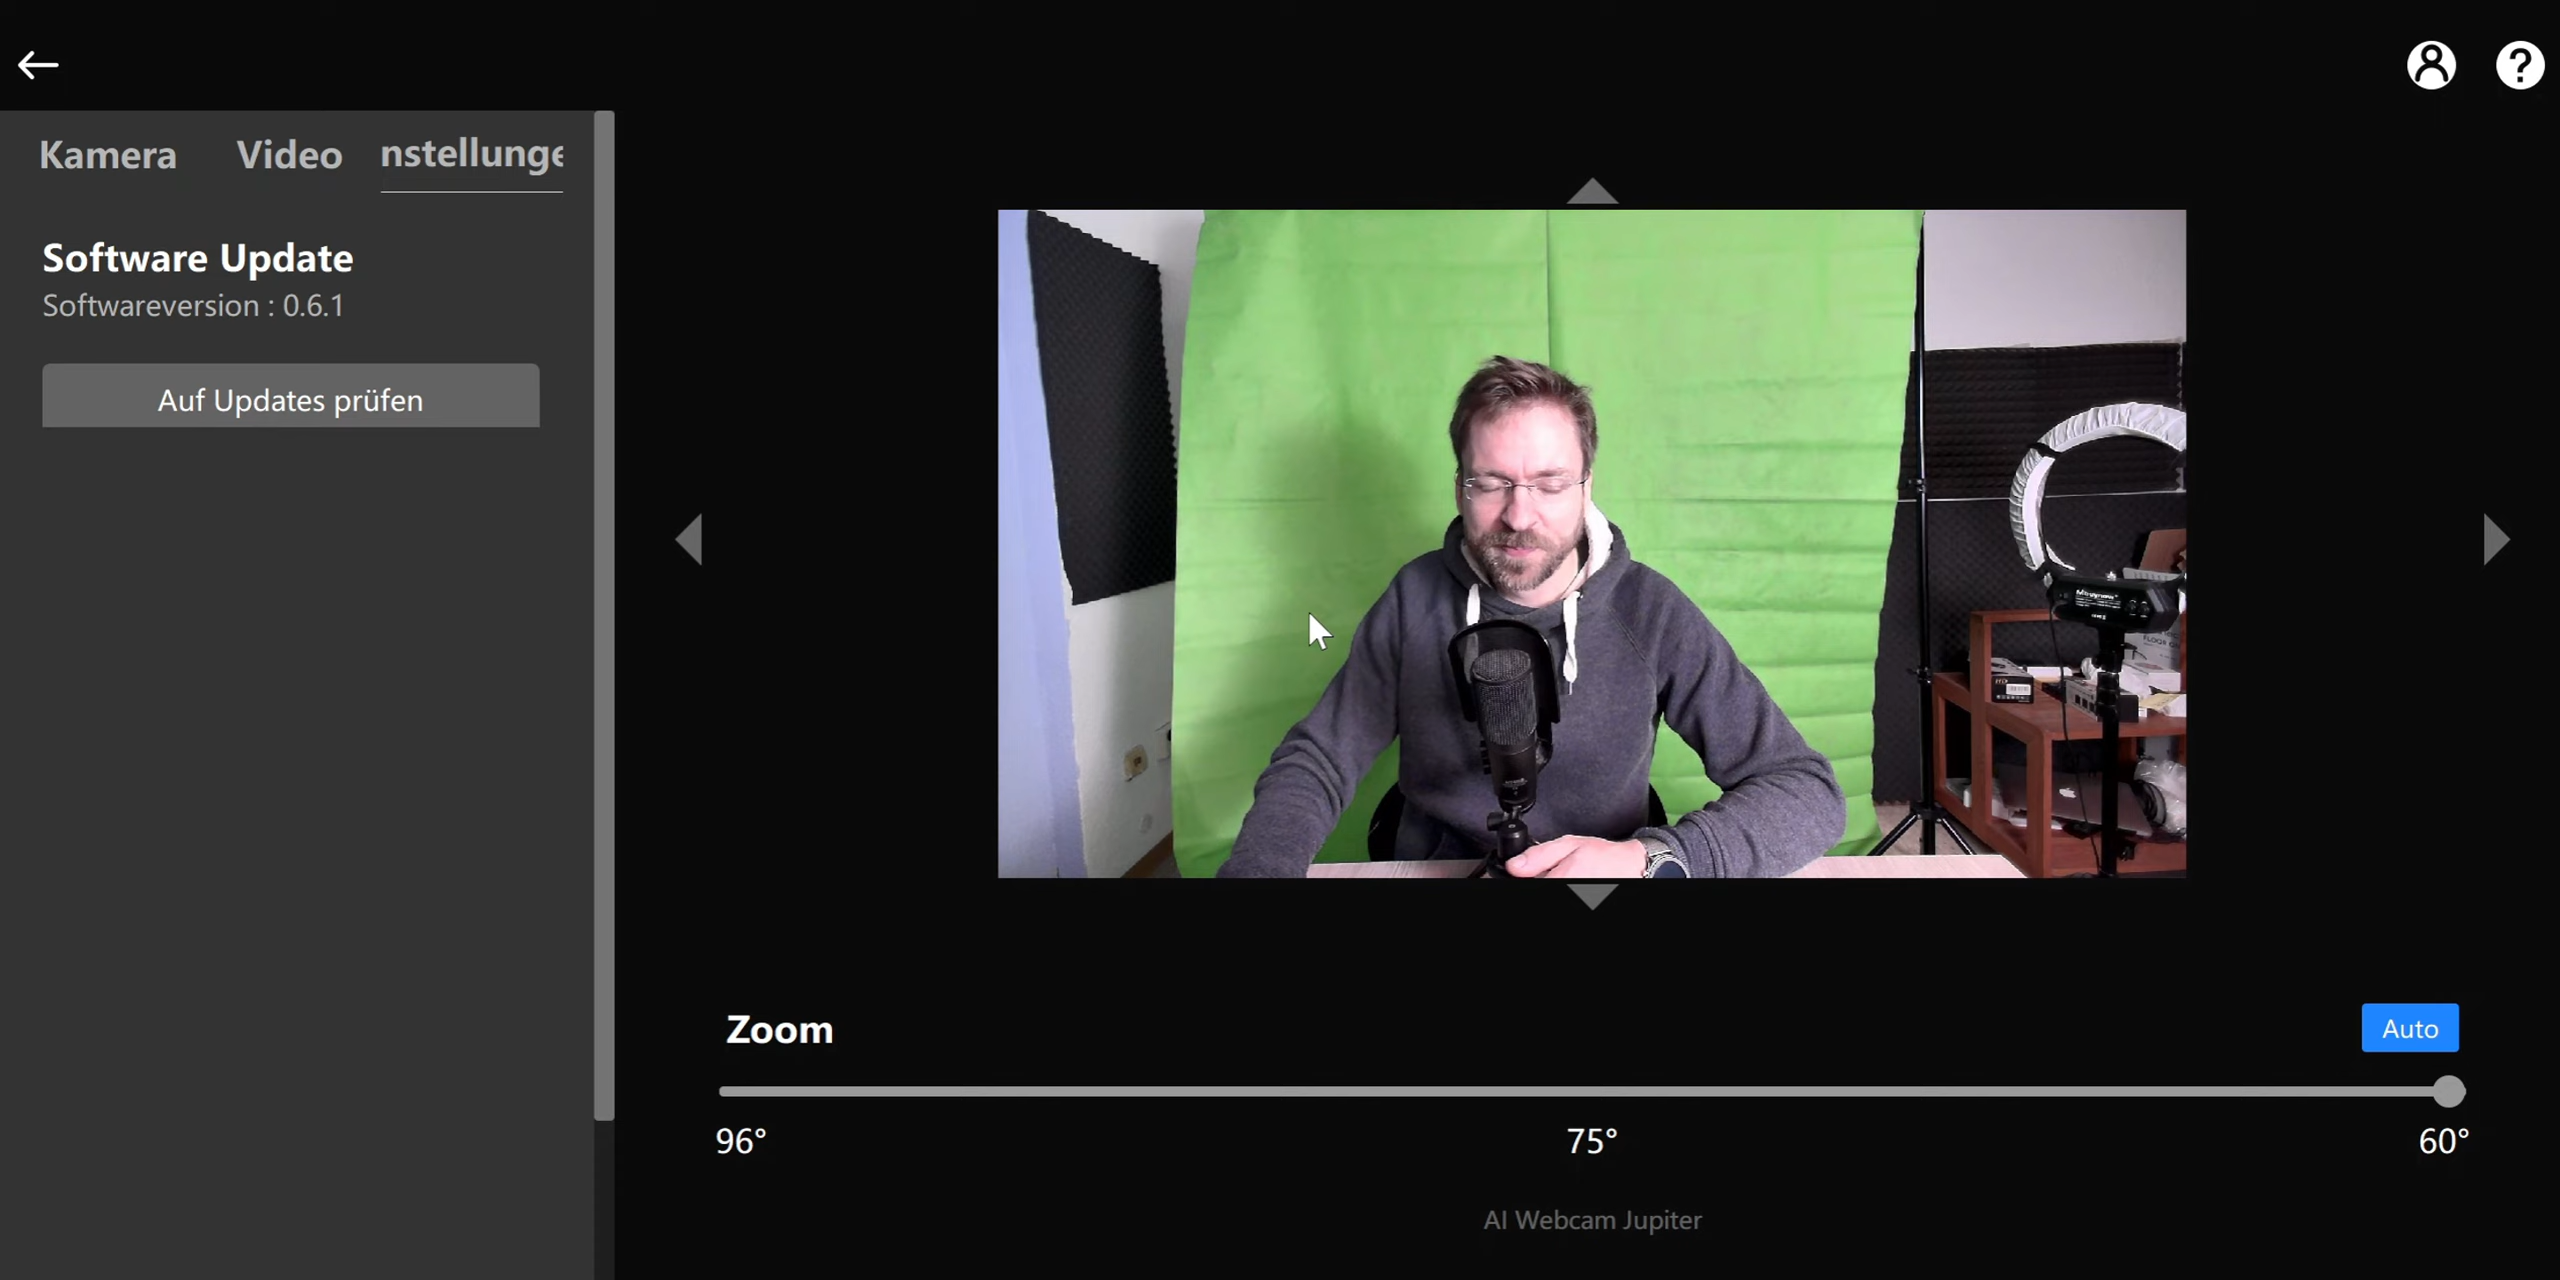 Kamera Video nstellunge
Software Update
Softwareversion : 0.6.1
Auf Updates prüfen
Zoom
Auto
96° 75° 60°
AI Webcam Jupiter